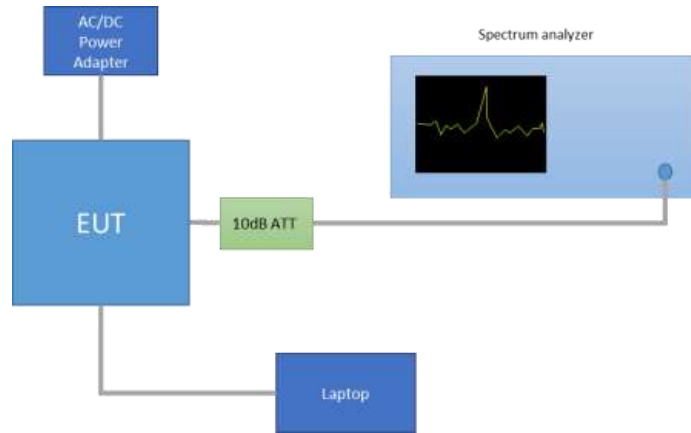 AC/DC
Power
Adapter
Spectrum analyzer
EUT
10dB ATT
Laptop